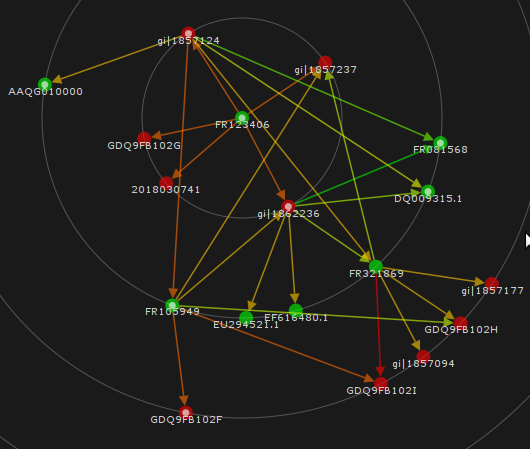 gi|1857124
gi|1857237
AAQG010000
FR123406
GDQ9FB102G
FR081568
2018030741
DQ009315.1
gi|1862236
FR321869
gi|1857177
FR105949
EF616480.1
EU294521.1
GDQ9FB102H
gi|1857094
GDQ9FB102I
GDQ9FB102F